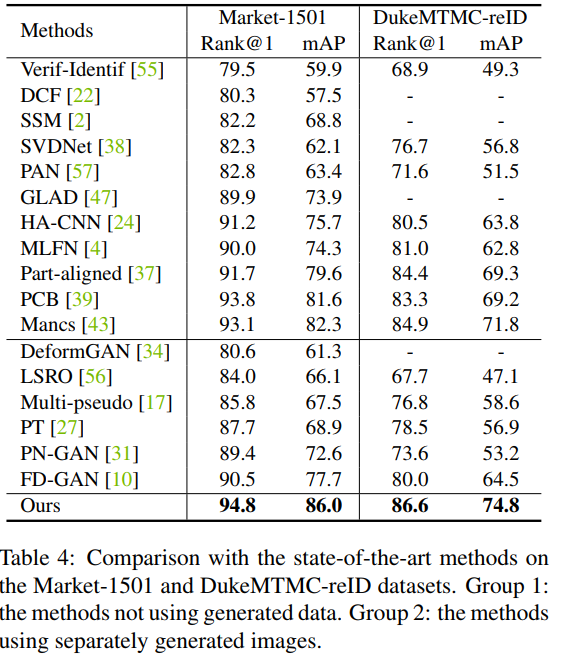 Methods Market-1501 DukeMTMC-reID
Rank@1 mAP Rank@1 mAP
Verif-Identif [55] 79.5 59.9 68.9 49.3
DCF [22] 80.3 57.5 - -
SSM [2] 82.2 68.8 - -
SVDNet [38] 82.3 62.1 76.7 56.8
PAN [57] 82.8 63.4 71.6 51.5
GLAD [47] 89.9 73.9 - -
HA-CNN [24] 91.2 75.7 80.5 63.8
MLFN [4] 90.0 74.3 81.0 62.8
Part-aligned [37] 91.7 79.6 84.4 69.3
PCB [39] 93.8 81.6 83.3 69.2
Mancs [43] 93.1 82.3 84.9 71.8
DeformGAN [34] 80.6 61.3 - -
LSRO [56] 84.0 66.1 67.7 47.1
Multi-pseudo [17] 85.8 67.5 76.8 58.6
PT [27] 87.7 68.9 78.5 56.9
PN-GAN [31] 89.4 72.6 73.6 53.2
FD-GAN [10] 90.5 77.7 80.0 64.5
Ours 94.8 86.0 86.6 74.8
Table 4: Comparison with the state-of-the-art methods on
the Market-1501 and DukeMTMC-reID datasets. Group 1:
the methods not using generated data. Group 2: the methods
using separately generated images.